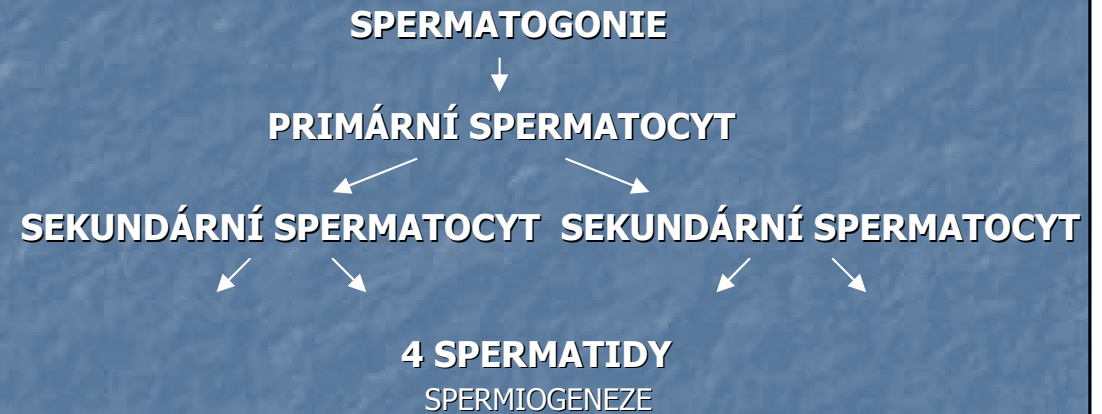 SPERMATOGONIE
PRIMÁRNÍ SPERMATOCYT
SEKUNDÁRNÍ SPERMATOCYT SEKUNDÁRNÍ SPERMATOCYT
4 SPERMATIDY
SPERMIOGENEZE